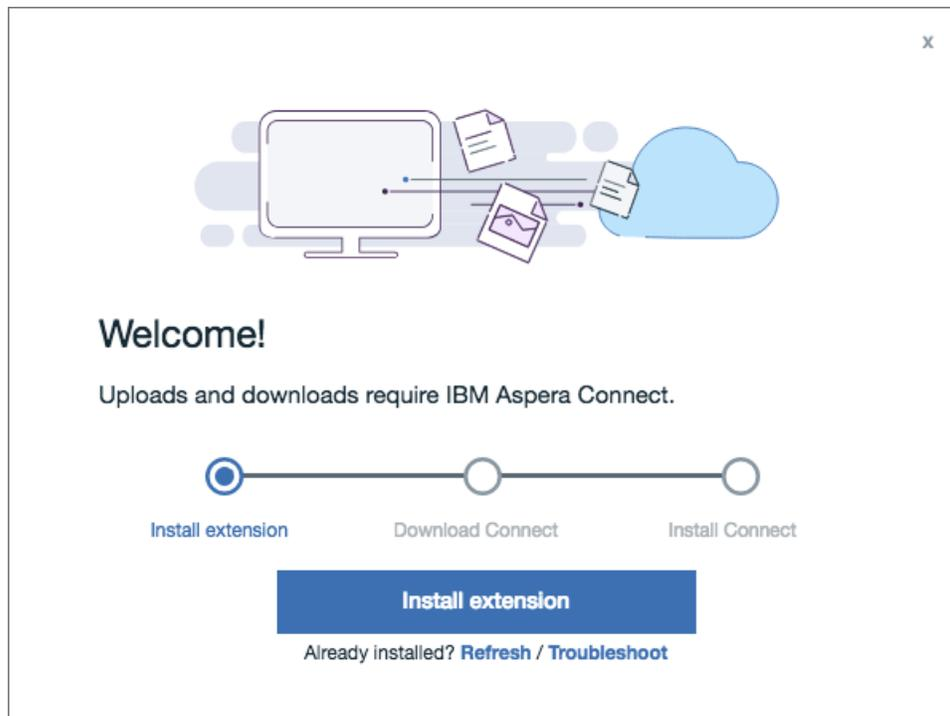 x
Welcome!
Uploads and downloads require IBM Aspera Connect.
Install extension
Download Connect
Install Connect
Install extension
Already installed? Refresh / Troubleshoot